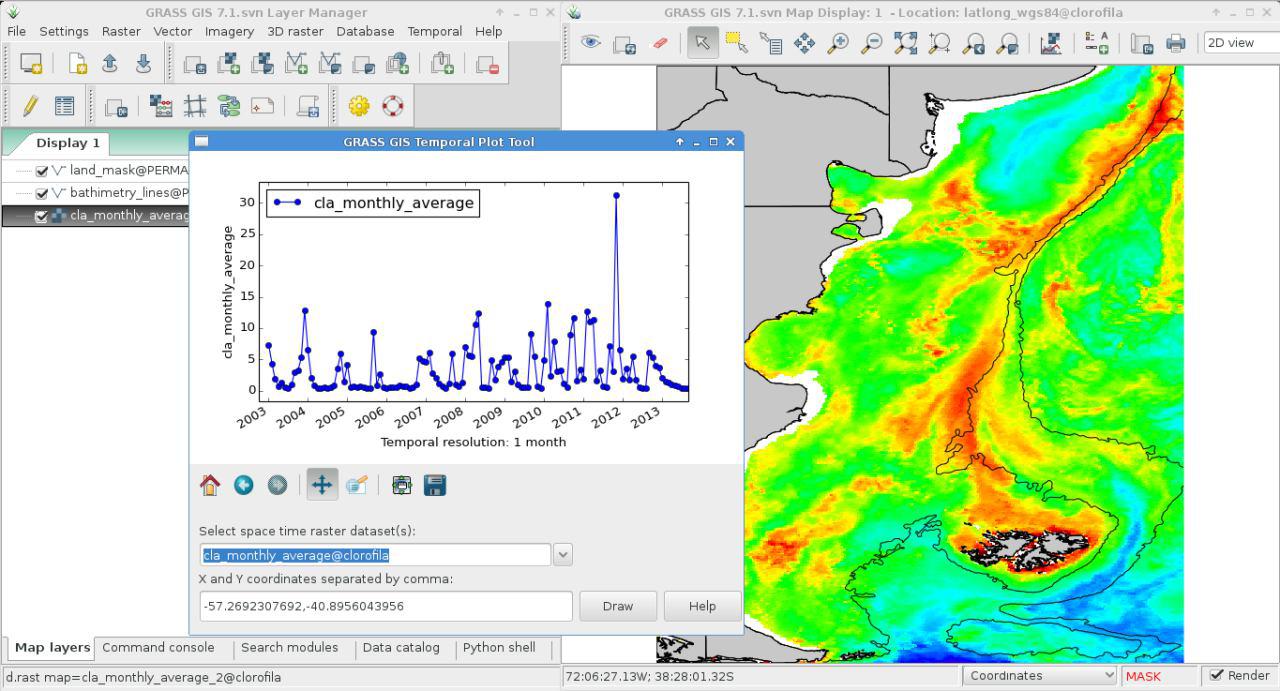 GRASS GIS 7.1.svn Layer Manager
File Settings Raster Vector Imagery 3D raster Database Temporal Help
Display 1
land_mask@PERMA
bathimetry_lines@P
cla_monthly_averag
GRASS GIS Temporal Plot Tool
cla_monthly_average
cla_monthly_average
30
25
20
15
10
5
0
2003 2004 2005 2006 2007 2008 2009 2010 2011 2012 2013
Temporal resolution: 1 month
Select space time raster dataset(s):
cla_monthly_average@clorofila
X and Y coordinates separated by comma:
-57.2692307692,-40.8956043956
Draw
Help
Map layers Command console Search modules Data catalog Python shell
d.rast map=cla_monthly_average_2@clorofila
GRASS GIS 7.1.svn Map Display: 1 - Location: latlong_wgs84@clorofila
2D view
72:06:27.13W; 38:28:01.32S
Coordinates
MASK
Render